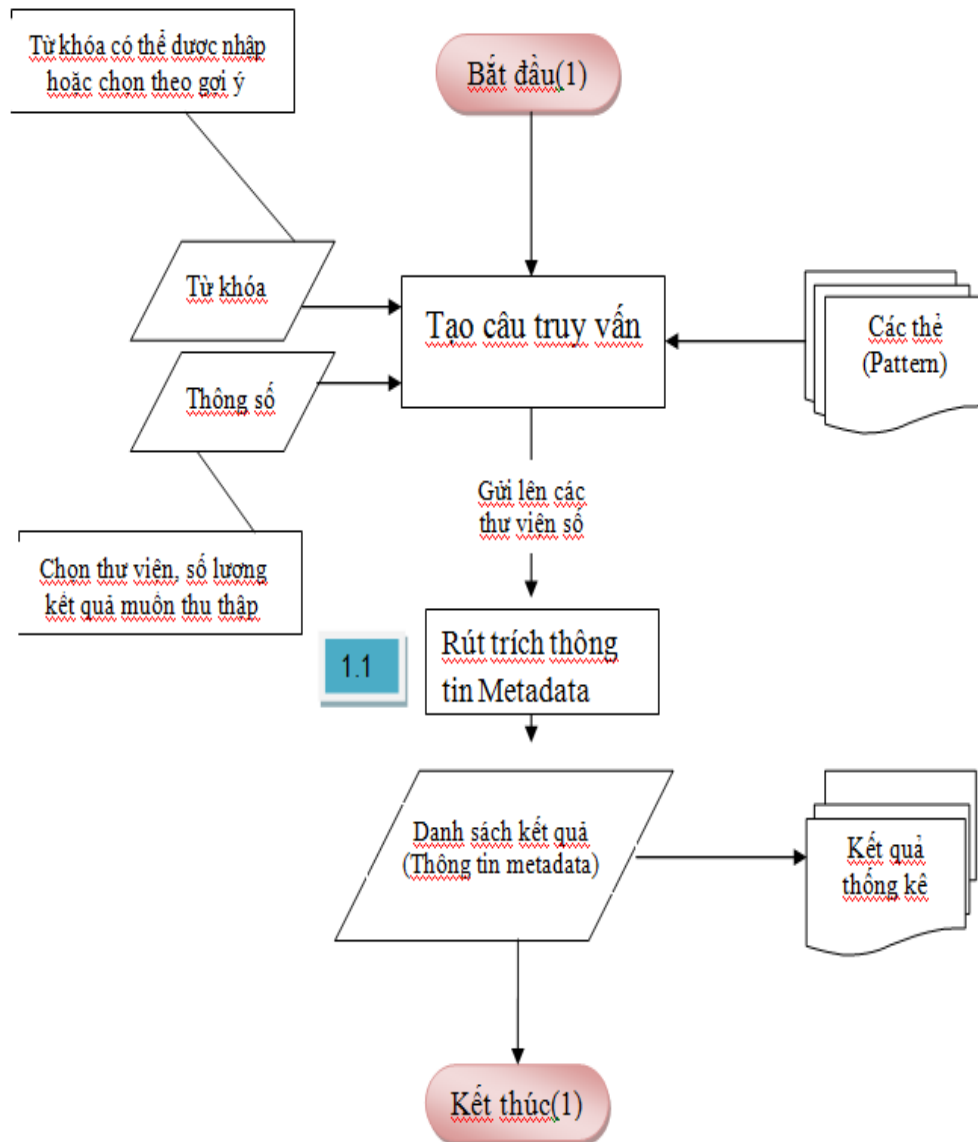 Từ khóa có thể dược nhập
hoặc chọn theo gợi ý
Bắt đầu(1)
Từ khóa
Tạo câu truy vấn
Các thẻ
(Pattern)
Thông số
Gửi lên các
thư viện số
Chọn thư viện, số lương
kết quả muốn thu thập
1.1
Rút trích thông
tin Metadata
Danh sách kết quả
(Thông tin metadata)
Kết quả
thống kê
Kết thúc(1)